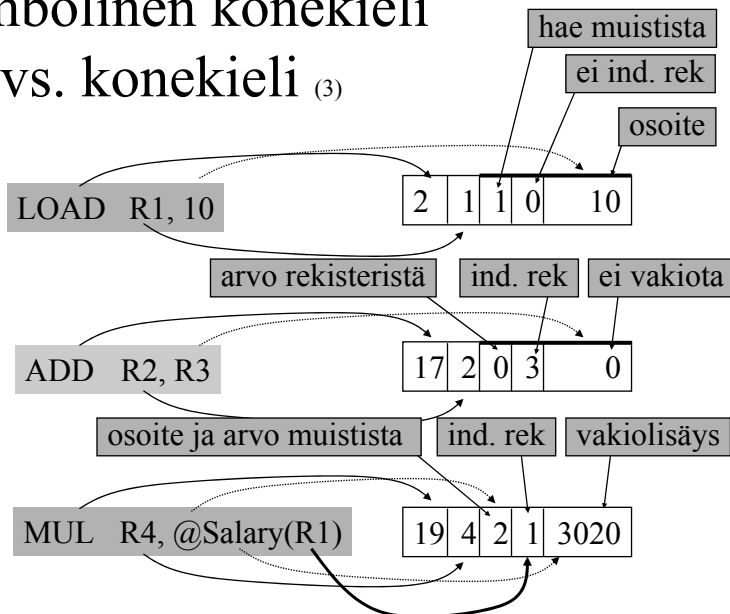 nbolinen konekieli
vs. konekieli (3)
hae muistista
ei ind. rek
osoite
LOAD R1, 10
2 1 1 0 10
arvo rekisteristä
ind. rek
ei vakiota
ADD R2, R3
17 2 0 3 0
osoite ja arvo muistista
ind. rek
vakiolisäys
MUL R4, @Salary(R1)
19 4 2 1 3020